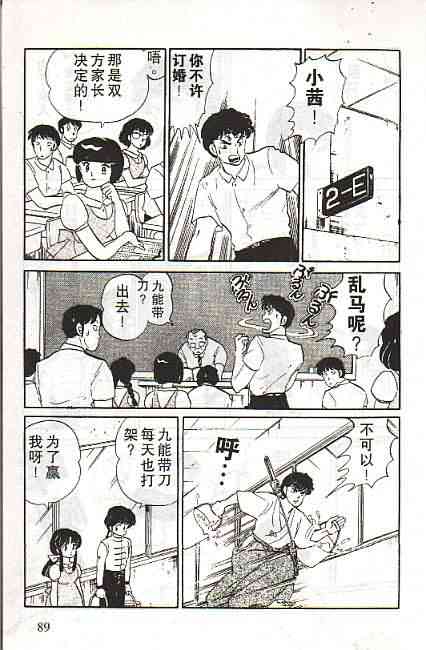 小茜！
2-E
你不许
订婚！
唔。
那是双
方家长
决定的！
乱马呢？
九能带
刀？
出去！
不可以！
呼……
九能带刀
每天也打
架？
为了赢
我呀！
89